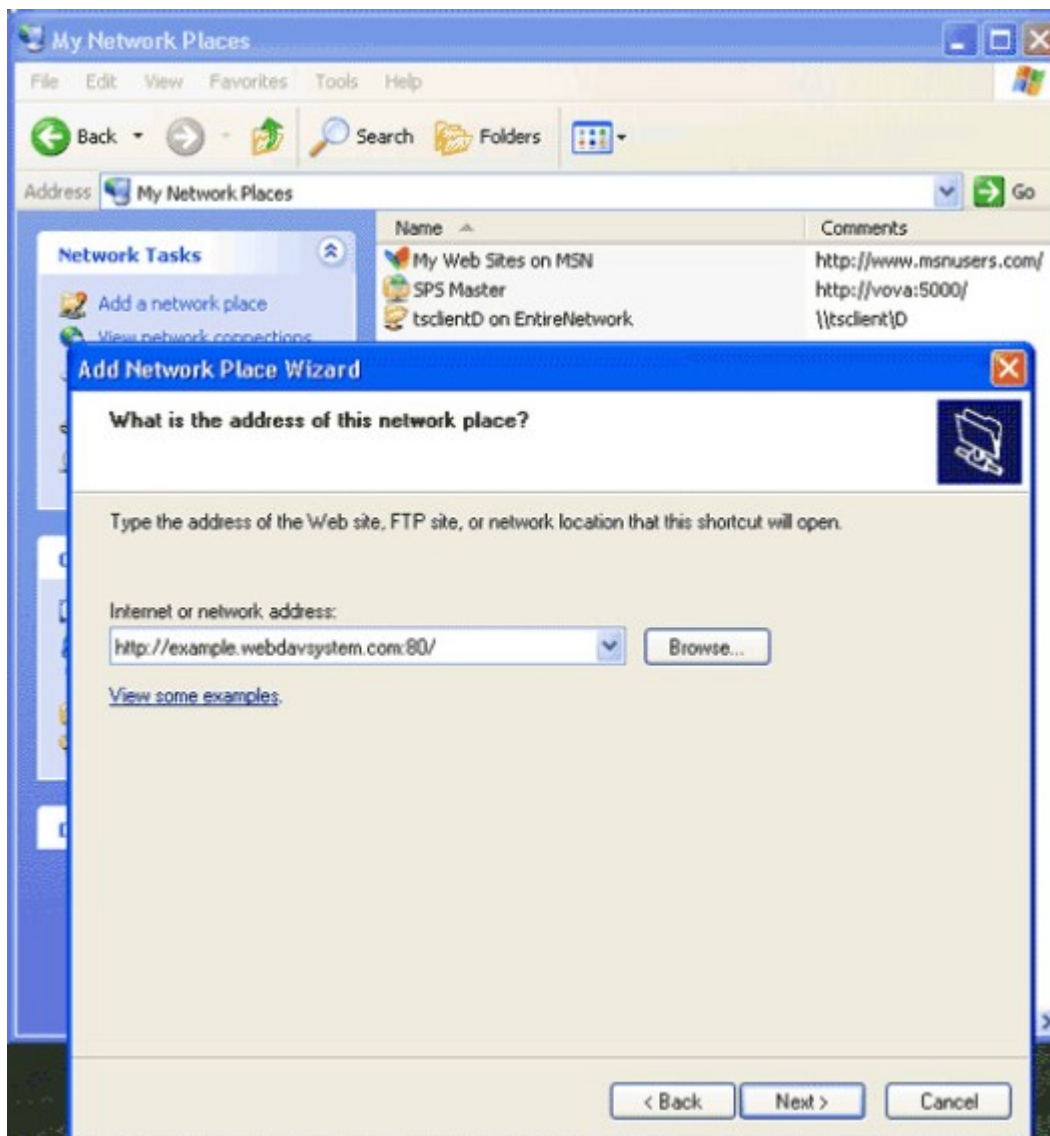 My Network Places
File Edit View Favorites Tools Help
Back Search Folders
Address My Network Places Go
Name Comments
Network Tasks
My Web Sites on MSN http://www.msnusers.com/
SPS Master http://vova:5000/
Add a network place
tsclientD on EntireNetwork \\tsclient\D
View network connections
Add Network Place Wizard
What is the address of this network place?
Type the address of the Web site, FTP site, or network location that this shortcut will open.
Internet or network address:
http://example.webdavsystem.com:80/ Browse...
View some examples.
< Back Next > Cancel